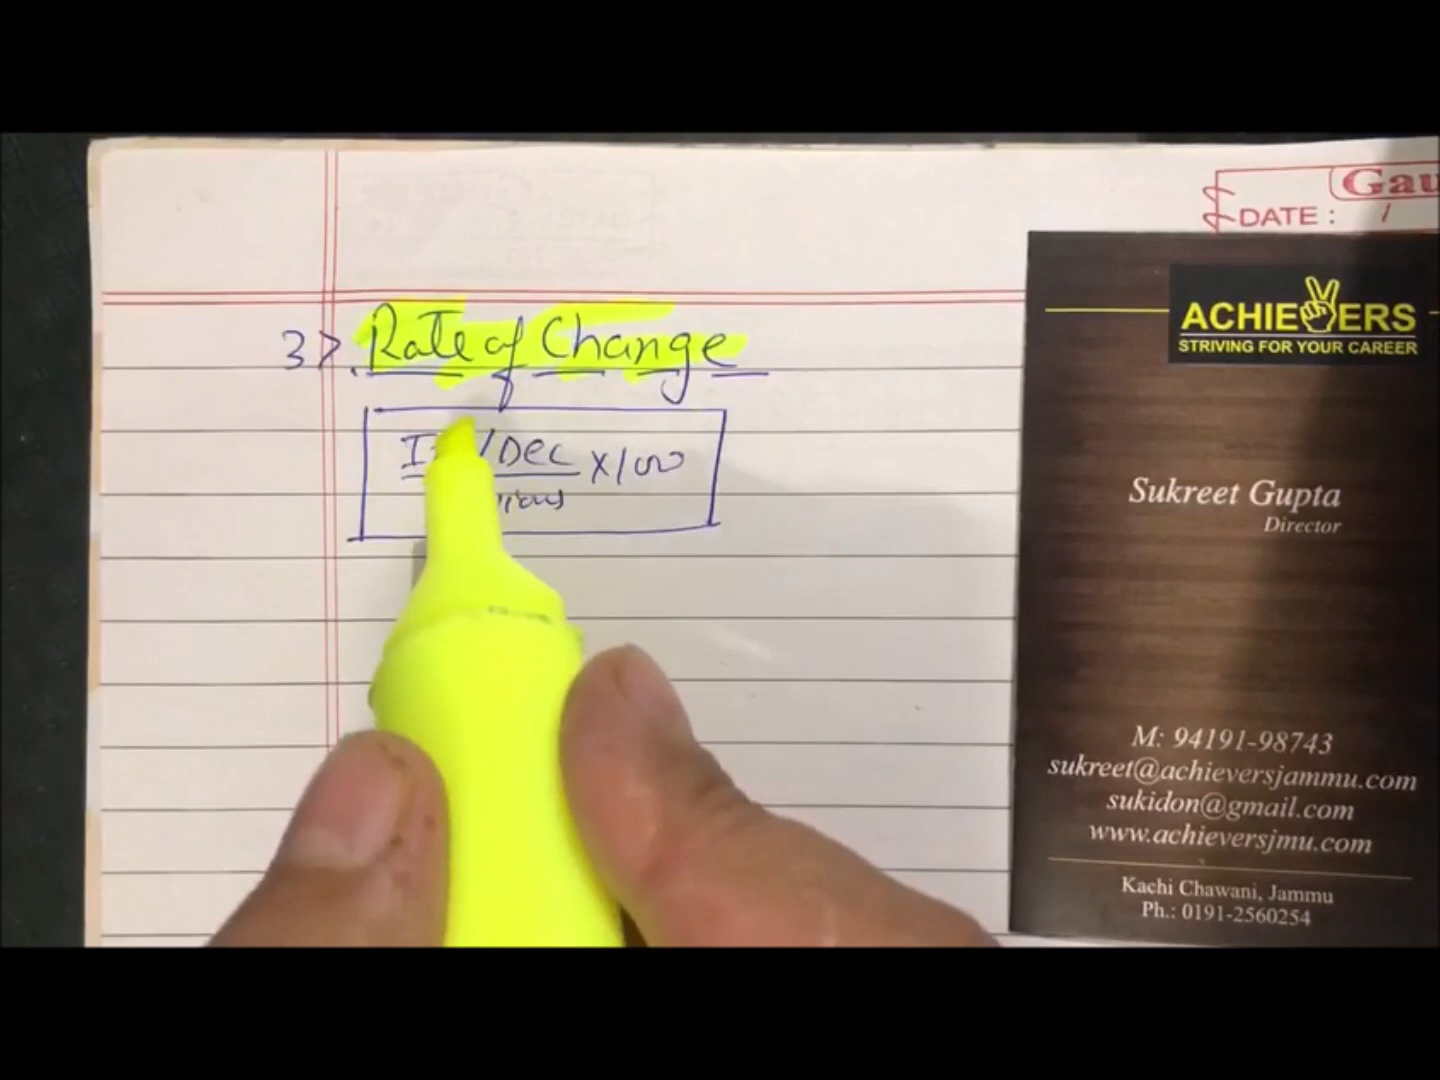 Gau
DATE : /
3> Rate of Change
/Dec
x100
ACHIEVERS
STRIVING FOR YOUR CAREER
Sukreet Gupta
Director
M: 94191-98743
sukreet@achieversjammu.com
sukidon@gmail.com
www.achieversjmu.com
Kachi Chawani, Jammu
Ph.: 0191-2560254